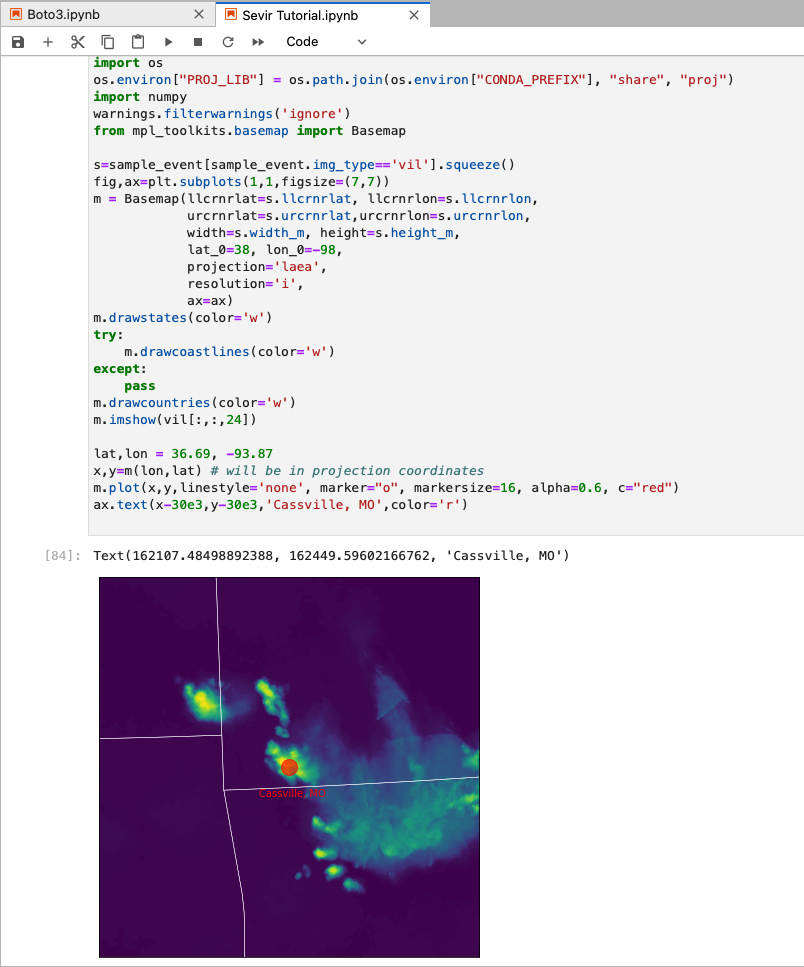 Boto3.ipynb
Sevir Tutorial.ipynb
Code
import os
os.environ["PROJ_LIB"] = os.path.join(os.environ["CONDA_PREFIX"], "share", "proj")
import numpy
warnings.filterwarnings('ignore')
from mpl_toolkits.basemap import Basemap
s=sample_event[sample_event.img_type=='vil'].squeeze()
fig,ax=plt.subplots(1,1,figsize=(7,7))
m = Basemap(llcrnrlat=s.llcrnrlat, llcrnrlon=s.llcrnrlon,
            urcrnrlat=s.urcrnrlat,urcrnrlon=s.urcrnrlon,
            width=s.width_m, height=s.height_m,
            lat_0=38, lon_0=-98,
            projection='laea',
            resolution='i',
            ax=ax)
m.drawstates(color='w')
try:
    m.drawcoastlines(color='w')
except:
    pass
m.drawcountries(color='w')
m.imshow(vil[:,:,24])
lat,lon = 36.69, -93.87
x,y=m(lon,lat) # will be in projection coordinates
m.plot(x,y,linestyle='none', marker="o", markersize=16, alpha=0.6, c="red")
ax.text(x-30e3,y-30e3,'Cassville, MO',color='r')
[84]: Text(162107.48498892388, 162449.59602166762, 'Cassville, MO')
Cassville, MO